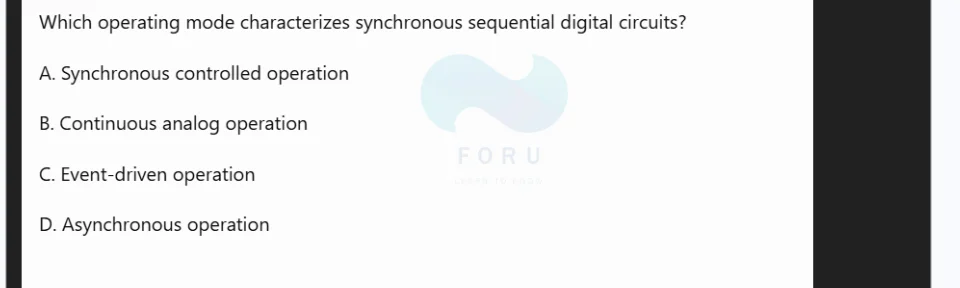 Which operating mode characterizes synchronous sequential digital circuits?
A. Synchronous controlled operation
B. Continuous analog operation
FORU
C. Event-driven operation
D. Asynchronous operation